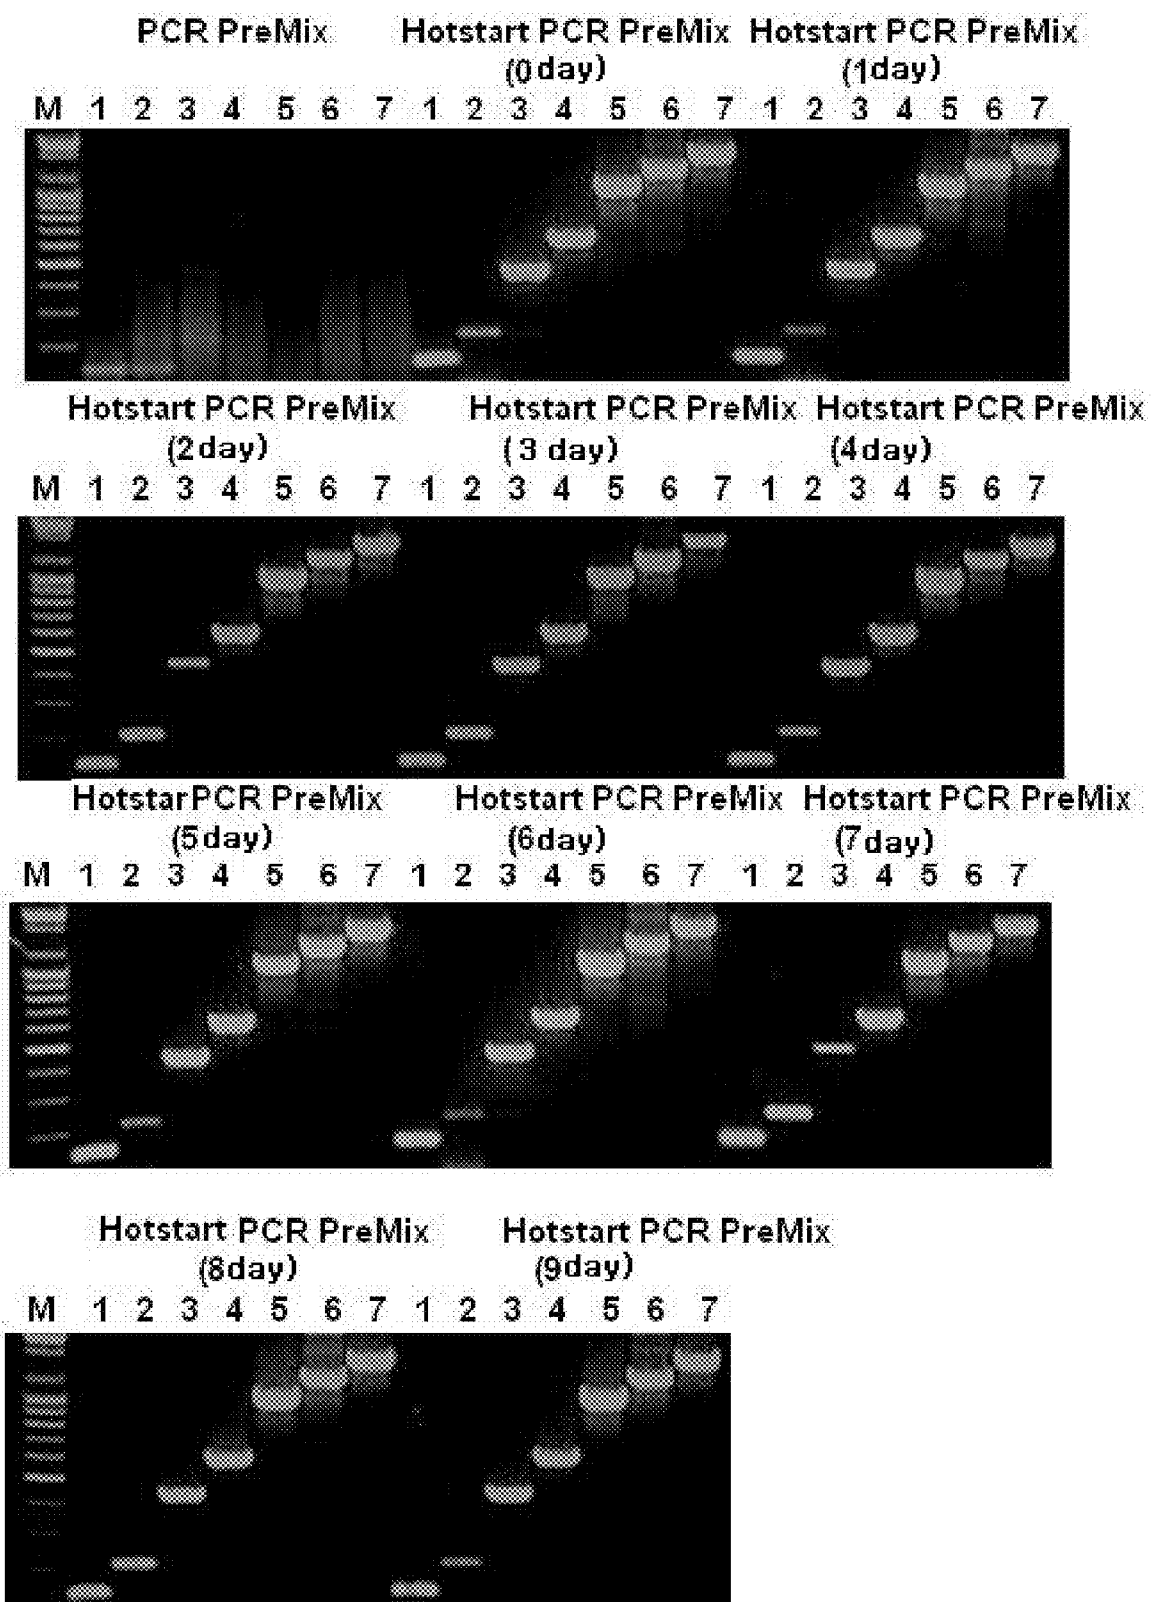 PCR PreMix Hotstart PCR PreMix Hotstart PCR PreMix
(0day) (1day)
M 1 2 3 4 5 6 7 1 2 3 4 5 6 7 1 2 3 4 5 6 7
Hotstart PCR PreMix Hotstart PCR PreMix Hotstart PCR PreMix
(2day) (3 day) (4day)
M 1 2 3 4 5 6 7 1 2 3 4 5 6 7 1 2 3 4 5 6 7
HotstarPCR PreMix Hotstart PCR PreMix Hotstart PCR PreMix
(5day) (6day) (7day)
M 1 2 3 4 5 6 7 1 2 3 4 5 6 7 1 2 3 4 5 6 7
Hotstart PCR PreMix Hotstart PCR PreMix
(8day) (9day)
M 1 2 3 4 5 6 7 1 2 3 4 5 6 7